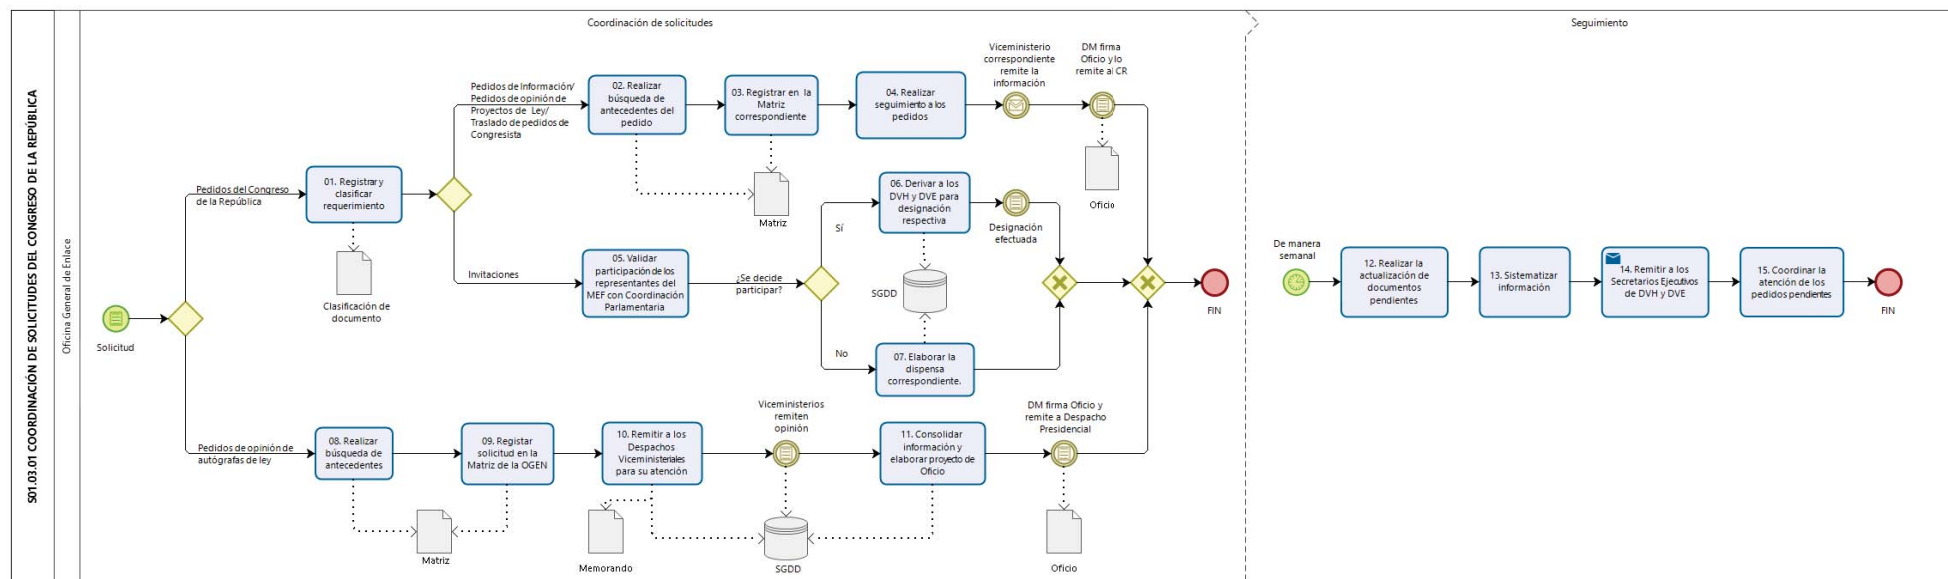 S01.03.01 COORDINACIÓN DE SOLICITUDES DEL CONGRESO DE LA REPÚBLICA
Oficina General de Enlace
Coordinación de solicitudes
Seguimiento
Solicitud
Pedidos del Congreso
de la República
01. Registrar y
clasificar
requerimiento
Clasificación de
documento
Pedidos de Información/
Pedidos de opinión de
Proyectos de Ley/
Traslado de pedidos de
Congresista
02. Realizar
búsqueda de
antecedentes del
pedido
03. Registrar en la
Matriz
correspondiente
Matriz
04. Realizar
seguimiento a los
pedidos
Viceministerio
correspondiente
remite la
información
DM firma
Oficio y lo
remite al CR
Oficio
Invitaciones
05. Validar
participación de los
representantes del
MEF con Coordinación
Parlamentaria
¿Se decide
participar?
Sí
06. Derivar a los
DVH y DVE para
designación
respectiva
Designación
efectuada
SGDD
No
07. Elaborar la
dispensa
correspondiente.
FIN
Pedidos de opinión de
autógrafas de ley
08. Realizar
búsqueda de
antecedentes
09. Registar
solicitud en la
Matriz de la OGEN
Matriz
10. Remitir a los
Despachos
Viceministeriales
para su atención
Memorando
Viceministerios
remiten
opinión
SGDD
11. Consolidar
información y
elaborar proyecto de
Oficio
DM firma Oficio y
remite a Despacho
Presidencial
Oficio
De manera
semanal
12. Realizar la
actualización de
documentos
pendientes
13. Sistematizar
información
14. Remitir a los
Secretarios Ejecutivos
de DVH y DVE
15. Coordinar la
atención de los
pedidos pendientes
FIN